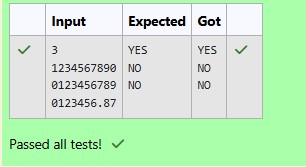 Input Expected Got
3 YES YES
1234567890 NO NO
0123456789 NO NO
0123456.87
Passed all tests!